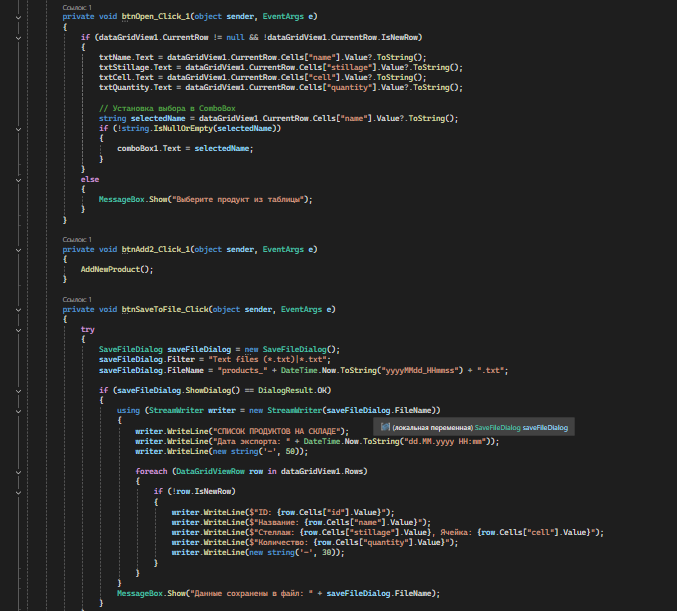 Ссылок: 1
private void btnOpen_Click_1(object sender, EventArgs e)
{
if (dataGridView1.CurrentRow != null && !dataGridView1.CurrentRow.IsNewRow)
{
txtName.Text = dataGridView1.CurrentRow.Cells["name"].Value?.ToString();
txtStillage.Text = dataGridView1.CurrentRow.Cells["stillage"].Value?.ToString();
txtCell.Text = dataGridView1.CurrentRow.Cells["cell"].Value?.ToString();
txtQuantity.Text = dataGridView1.CurrentRow.Cells["quantity"].Value?.ToString();
// Установка выбора в ComboBox
string selectedName = dataGridView1.CurrentRow.Cells["name"].Value?.ToString();
if (!string.IsNullOrEmpty(selectedName))
{
comboBox1.Text = selectedName;
}
}
else
{
MessageBox.Show("Выберите продукт из таблицы");
}
}
Ссылок: 1
private void btnAdd2_Click_1(object sender, EventArgs e)
{
AddNewProduct();
}
Ссылок: 1
private void btnSaveToFile_Click(object sender, EventArgs e)
{
try
{
SaveFileDialog saveFileDialog = new SaveFileDialog();
saveFileDialog.Filter = "Text files (*.txt)|*.txt";
saveFileDialog.FileName = "products_" + DateTime.Now.ToString("yyyyMMdd_HHmmss") + ".txt";
if (saveFileDialog.ShowDialog() == DialogResult.OK)
{
using (StreamWriter writer = new StreamWriter(saveFileDialog.FileName))
{
(локальная переменная) SaveFileDialog saveFileDialog
writer.WriteLine("СПИСОК ПРОДУКТОВ НА СКЛАДЕ");
writer.WriteLine("Дата экспорта: " + DateTime.Now.ToString("dd.MM.yyyy HH:mm"));
writer.WriteLine(new string('-', 50));
foreach (DataGridViewRow row in dataGridView1.Rows)
{
if (!row.IsNewRow)
{
writer.WriteLine($"ID: {row.Cells["id"].Value}");
writer.WriteLine($"Название: {row.Cells["name"].Value}");
writer.WriteLine($"Стеллаж: {row.Cells["stillage"].Value}, Ячейка: {row.Cells["cell"].Value}");
writer.WriteLine($"Количество: {row.Cells["quantity"].Value}");
writer.WriteLine(new string('-', 30));
}
}
}
MessageBox.Show("Данные сохранены в файл: " + saveFileDialog.FileName);
}